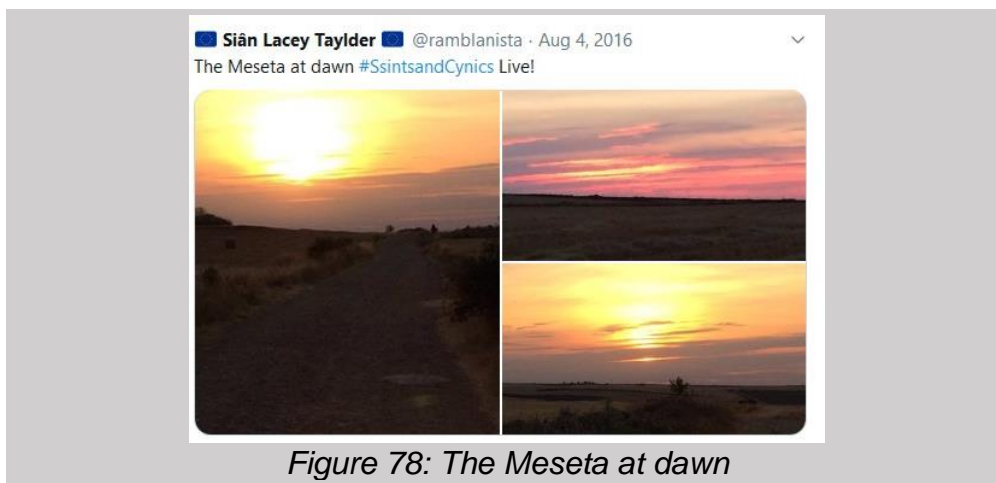 Siân Lacey Taylder @ramblanista · Aug 4, 2016
The Meseta at dawn #SsintsandCynics Live!
Figure 78: The Meseta at dawn